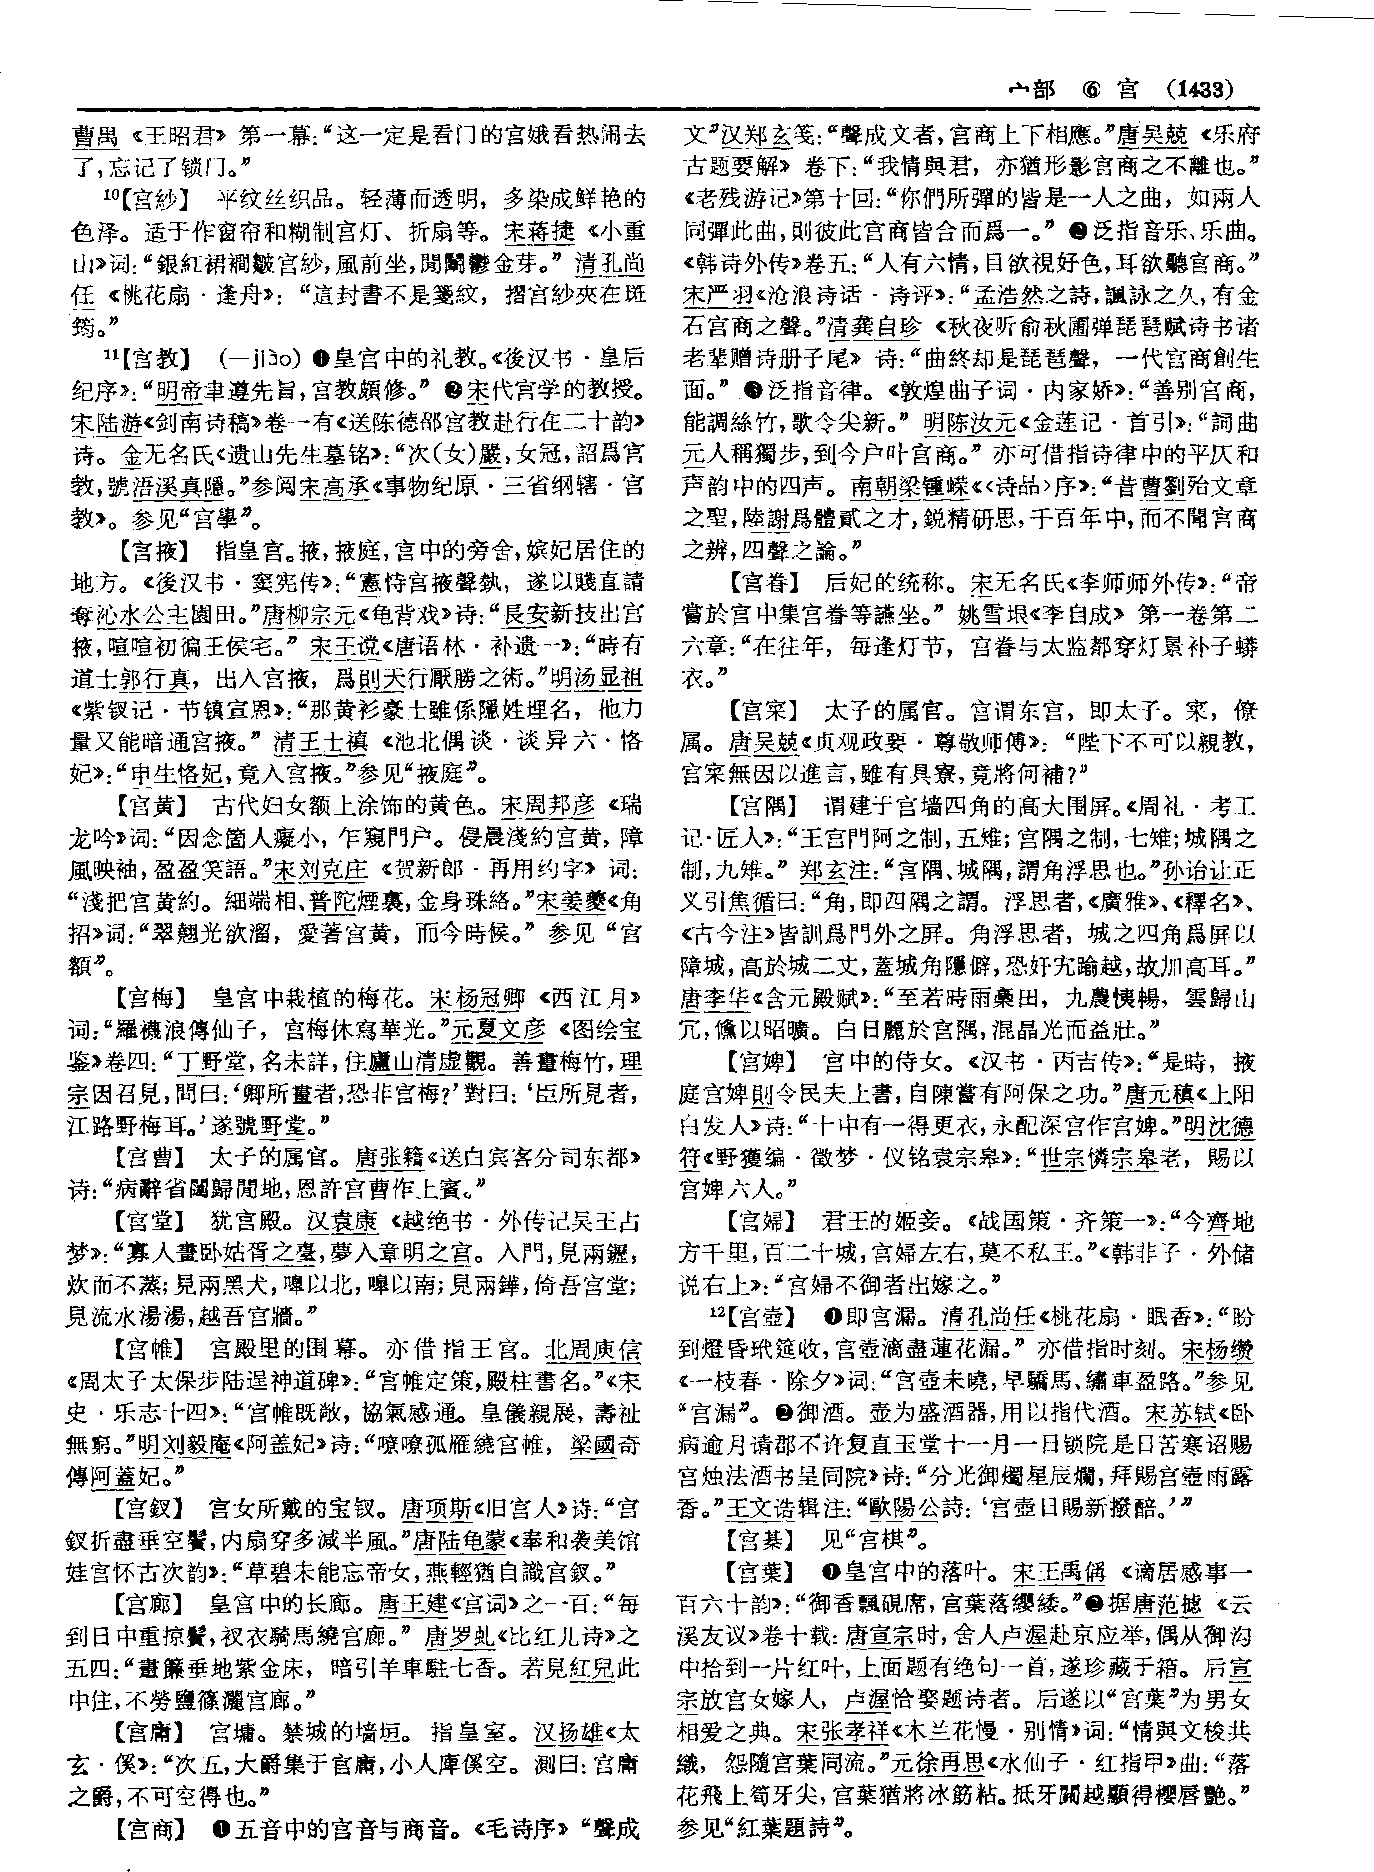 宀部 ⑥ 宫 (1433)
曹禺《王昭君》第一幕:“这一定是看门的宫娥看热闹去
了,忘记了锁门。”
¹⁰【宫紗】 平纹丝织品。轻薄而透明,多染成鲜艳的
色泽。适于作窗帘和糊制宫灯、折扇等。宋蒋捷《小重
山》词:“銀紅裙襉皺宫紗,風前坐,閒鬭鬱金芽。”清孔尚
任《桃花扇·逢舟》:“這封書不是箋紋,摺宫紗夾在斑
筠。”
¹¹【宫教】 (—jiào)❶皇宫中的礼教。《後汉书·皇后
纪序》:“明帝聿遵先旨,宫教頗修。”❷宋代宫学的教授。
宋陆游《剑南诗稿》卷一有《送陈德邵宫教赴行在二十韵》
诗。金无名氏《遗山先生墓铭》:“次(女)嚴,女冠,詔爲宫
教,號浯溪真隱。”参阅宋高承《事物纪原·三省纲辖·宫
教》。参见“宫學”。
【宫掖】 指皇宫。掖,掖庭,宫中的旁舍,嫔妃居住的
地方。《後汉书·窦宪传》:“憲恃宫掖聲埶,遂以賤直請
奪沁水公主園田。”唐柳宗元《龟背戏》诗:“長安新技出宫
掖,喧喧初徧王侯宅。”宋王谠《唐语林·补遗一》:“時有
道士郭行真,出入宫掖,爲則天行厭勝之術。”明汤显祖
《紫钗记·节镇宣恩》:“那黄衫豪士雖係隱姓埋名,他力
量又能暗通宫掖。”清王士禛《池北偶谈·谈异六·恪
妃》:“申生恪妃,竟入宫掖。”参见“掖庭”。
【宫黄】 古代妇女额上涂饰的黄色。宋周邦彦《瑞
龙吟》词:“因念箇人癡小,乍窺門户。侵晨淺約宫黄,障
風映袖,盈盈笑語。”宋刘克庄《贺新郎·再用约字》词:
“淺把宫黄約。細端相、普陀煙裏,金身珠絡。”宋姜夔《角
招》词:“翠翹光欲溜,愛著宫黄,而今時候。”参见“宫
額”。
【宫梅】 皇宫中栽植的梅花。宋杨冠卿《西江月》
词:“羅襪浪傳仙子,宫梅休寫華光。”元夏文彦《图绘宝
鉴》卷四:“丁野堂,名未詳,住廬山清虚觀。善畫梅竹,理
宗因召見,問曰:‘卿所畫者,恐非宫梅?’對曰:‘臣所見者,
江路野梅耳。’遂號野堂。”
【宫曹】 太子的属官。唐张籍《送白宾客分司东都》
诗:“病辭省闥歸閒地,恩許宫曹作上賓。”
【宫堂】 犹宫殿。汉袁康《越绝书·外传记吴王占
梦》:“寡人晝卧姑胥之臺,夢入章明之宫。入門,見兩鑩,
炊而不蒸;見兩黑犬,嘷以北,嘷以南;見兩鏵,倚吾宫堂;
見流水湯湯,越吾宫牆。”
【宫帷】 宫殿里的围幕。亦借指王宫。北周庾信
《周太子太保步陆逞神道碑》:“宫帷定策,殿柱書名。”《宋
史·乐志十四》:“宫帷既敞,協氣感通。皇儀親展,壽祉
無窮。”明刘毅庵《阿盖妃》诗:“嘹嘹孤雁繞宫帷,梁國奇
傳阿蓋妃。”
【宫釵】 宫女所戴的宝钗。唐项斯《旧宫人》诗:“宫
釵折盡垂空鬢,内扇穿多減半風。”唐陆龟蒙《奉和袭美馆
娃宫怀古次韵》:“草碧未能忘帝女,燕輕猶自識宫釵。”
【宫廊】 皇宫中的长廊。唐王建《宫词》之一百:“每
到日中重掠鬢,衩衣騎馬繞宫廊。”唐罗虬《比红儿诗》之
五四:“畫簾垂地紫金床,暗引羊車駐七香。若見紅兒此
中住,不勞鹽篠灑宫廊。”
【宫庸】 宫墉。禁城的墙垣。指皇室。汉扬雄《太
玄·傒》:“次五,大爵集于宫庸,小人庳傒空。測曰:宫庸
之爵,不可空得也。”
【宫商】 ❶五音中的宫音与商音。《毛诗序》“聲成
文”汉郑玄笺:“聲成文者,宫商上下相應。”唐吴兢《乐府
古题要解》卷下:“我情與君,亦猶形影宫商之不離也。”
《老残游记》第十回:“你們所彈的皆是一人之曲,如兩人
同彈此曲,則彼此宫商皆合而爲一。”❷泛指音乐、乐曲。
《韩诗外传》卷五:“人有六情,目欲視好色,耳欲聽宫商。”
宋严羽《沧浪诗话·诗评》:“孟浩然之詩,諷詠之久,有金
石宫商之聲。”清龚自珍《秋夜听俞秋圃弹琵琶赋诗书诸
老辈赠诗册子尾》诗:“曲終却是琵琶聲,一代宫商創生
面。”❸泛指音律。《敦煌曲子词·内家娇》:“善别宫商,
能調絲竹,歌令尖新。”明陈汝元《金莲记·首引》:“詞曲
元人稱獨步,到今户叶宫商。”亦可借指诗律中的平仄和
声韵中的四声。南朝梁锺嵘《〈诗品〉序》:“昔曹劉殆文章
之聖,陸謝爲體貳之才,鋭精研思,千百年中,而不聞宫商
之辨,四聲之論。”
【宫眷】 后妃的统称。宋无名氏《李师师外传》:“帝
嘗於宫中集宫眷等讌坐。”姚雪垠《李自成》第一卷第二
六章:“在往年,每逢灯节,宫眷与太监都穿灯景补子蟒
衣。”
【宫寀】 太子的属官。宫谓东宫,即太子。寀,僚
属。唐吴兢《贞观政要·尊敬师傅》:“陛下不可以親教,
宫寀無因以進言,雖有具寮,竟將何補?”
【宫隅】 谓建于宫墙四角的高大围屏。《周礼·考工
记·匠人》:“王宫門阿之制,五雉;宫隅之制,七雉;城隅之
制,九雉。”郑玄注:“宫隅、城隅,謂角浮思也。”孙诒让正
义引焦循曰:“角,即四隅之謂。浮思者,《廣雅》、《釋名》、
《古今注》皆訓爲門外之屏。角浮思者,城之四角爲屏以
障城,高於城二丈,蓋城角隱僻,恐奸宄踰越,故加高耳。”
唐李华《含元殿赋》:“至若時雨棗田,九農悏暢,雲歸山
冗,儵以昭曠。白日麗於宫隅,混晶光而益壯。”
【宫婢】 宫中的侍女。《汉书·丙吉传》:“是時,掖
庭宫婢則令民夫上書,自陳嘗有阿保之功。”唐元稹《上阳
白发人》诗:“十中有一得更衣,永配深宫作宫婢。”明沈德
符《野獲编·徵梦·仪铭袁宗皋》:“世宗憐宗皋老,賜以
宫婢六人。”
【宫婦】 君王的姬妾。《战国策·齐策一》:“今齊地
方千里,百二十城,宫婦左右,莫不私王。”《韩非子·外储
说右上》:“宫婦不御者出嫁之。”
¹²【宫壺】 ❶即宫漏。清孔尚任《桃花扇·眠香》:“盼
到燈昏玳筵收,宫壺滴盡蓮花漏。”亦借指时刻。宋杨缵
《一枝春·除夕》词:“宫壺未曉,早驕馬、繡車盈路。”参见
“宫漏”。❷御酒。壶为盛酒器,用以指代酒。宋苏轼《卧
病逾月请郡不许复直玉堂十一月一日锁院是日苦寒诏赐
宫烛法酒书呈同院》诗:“分光御燭星辰爛,拜賜宫壺雨露
香。”王文诰辑注:“歐陽公詩:‘宫壺日賜新撥醅。’”
【宫棊】 见“宫棋”。
【宫葉】 ❶皇宫中的落叶。宋王禹偁《谪居感事一
百六十韵》:“御香飄硯席,宫葉落纓緌。”❷据唐范摅《云
溪友议》卷十载:唐宣宗时,舍人卢渥赴京应举,偶从御沟
中拾到一片红叶,上面题有绝句一首,遂珍藏于箱。后宣
宗放宫女嫁人,卢渥恰娶题诗者。后遂以“宫葉”为男女
相爱之典。宋张孝祥《木兰花慢·别情》词:“情與文梭共
織,怨隨宫葉同流。”元徐再思《水仙子·红指甲》曲:“落
花飛上筍牙尖,宫葉猶將冰筯粘。抵牙關越顯得櫻唇艷。”
参见“紅葉題詩”。